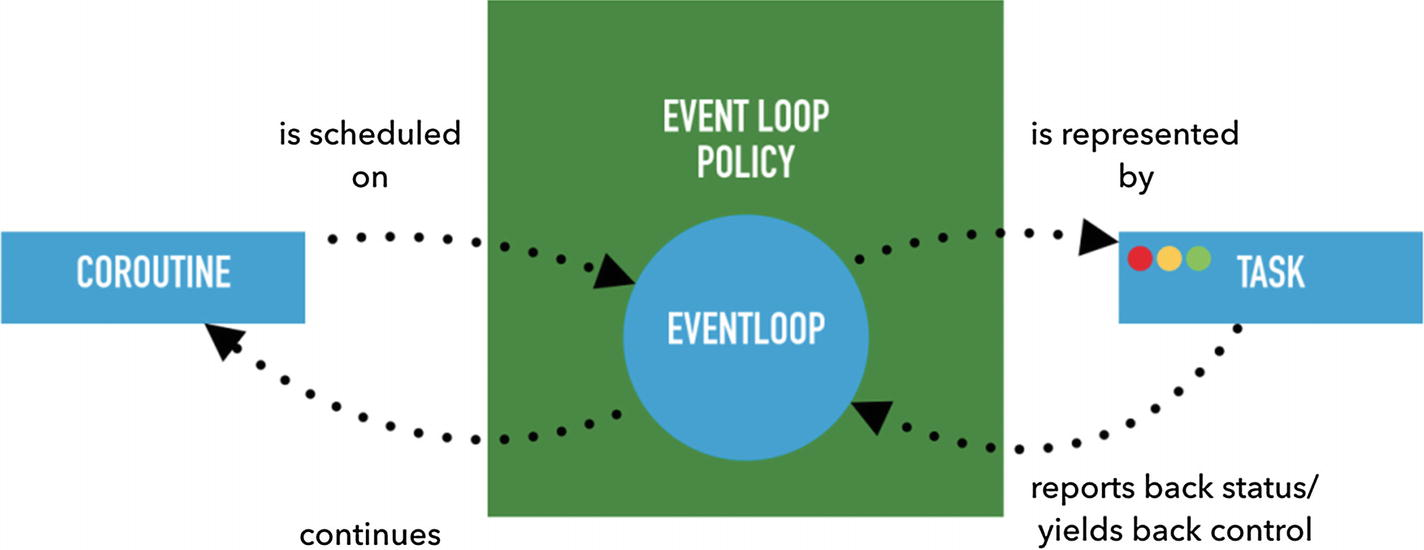 EVENT LOOP
POLICY
is scheduled
on
is represented
by
COROUTINE
TASK
EVENTLOOP
reports back status/
yields back control
continues